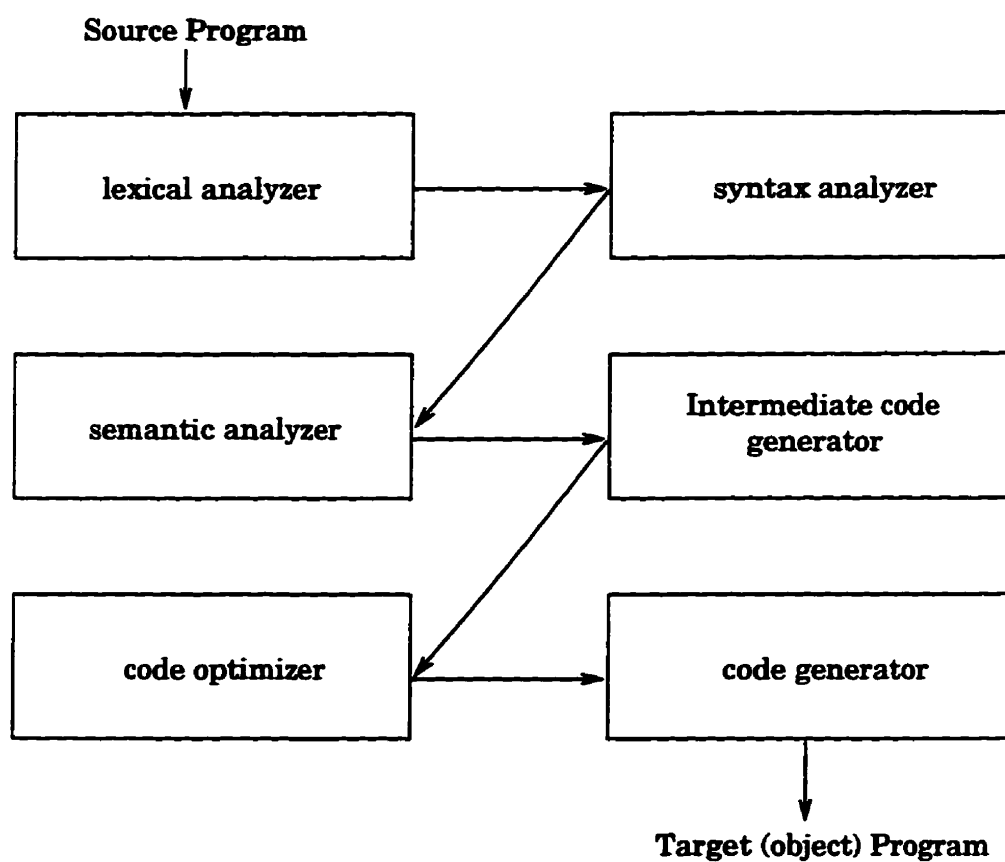 Source Program
lexical analyzer
syntax analyzer
semantic analyzer
Intermediate code
generator
code optimizer
code generator
Target (object) Program